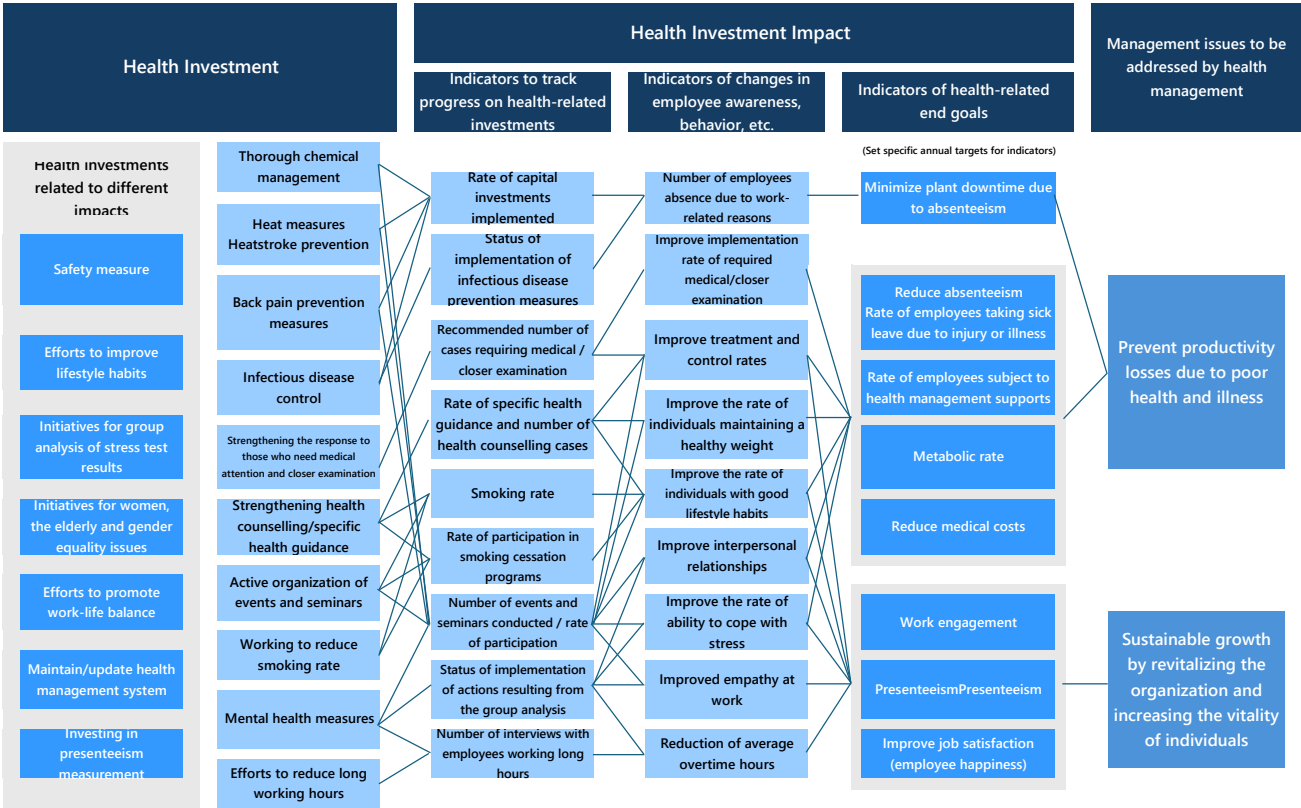 Health Investment
Health Investment Impact
Management issues to be
addressed by health
management
Indicators to track
progress on health-related
investments
Indicators of changes in
employee awareness,
behavior, etc.
Indicators of health-related
end goals
(Set specific annual targets for indicators)
Health investments
related to different
impacts
Safety measure
Efforts to improve
lifestyle habits
Initiatives for group
analysis of stress test
results
Initiatives for women,
the elderly and gender
equality issues
Efforts to promote
work-life balance
Maintain/update health
management system
Investing in
presenteeism
measurement
Thorough chemical
management
Heat measures
Heatstroke prevention
Back pain prevention
measures
Infectious disease
control
Strengthening the response to
those who need medical
attention and closer examination
Strengthening health
counselling/specific
health guidance
Active organization of
events and seminars
Working to reduce
smoking rate
Mental health measures
Efforts to reduce long
working hours
Rate of capital
investments
implemented
Status of
implementation of
infectious disease
prevention measures
Recommended number of
cases requiring medical /
closer examination
Rate of specific health
guidance and number of
health counselling cases
Smoking rate
Rate of participation in
smoking cessation
programs
Number of events and
seminars conducted / rate
of participation
Status of implementation
of actions resulting from
the group analysis
Number of interviews with
employees working long
hours
Number of employees
absence due to work-
related reasons
Improve implementation
rate of required
medical/closer
examination
Improve treatment and
control rates
Improve the rate of
individuals maintaining a
healthy weight
Improve the rate of
individuals with good
lifestyle habits
Improve interpersonal
relationships
Improve the rate of
ability to cope with
stress
Improved empathy at
work
Reduction of average
overtime hours
Minimize plant downtime due
to absenteeism
Reduce absenteeism
Rate of employees taking sick
leave due to injury or illness
Rate of employees subject to
health management supports
Metabolic rate
Reduce medical costs
Work engagement
PresenteeismPresenteeism
Improve job satisfaction
(employee happiness)
Prevent productivity
losses due to poor
health and illness
Sustainable growth
by revitalizing the
organization and
increasing the vitality
of individuals